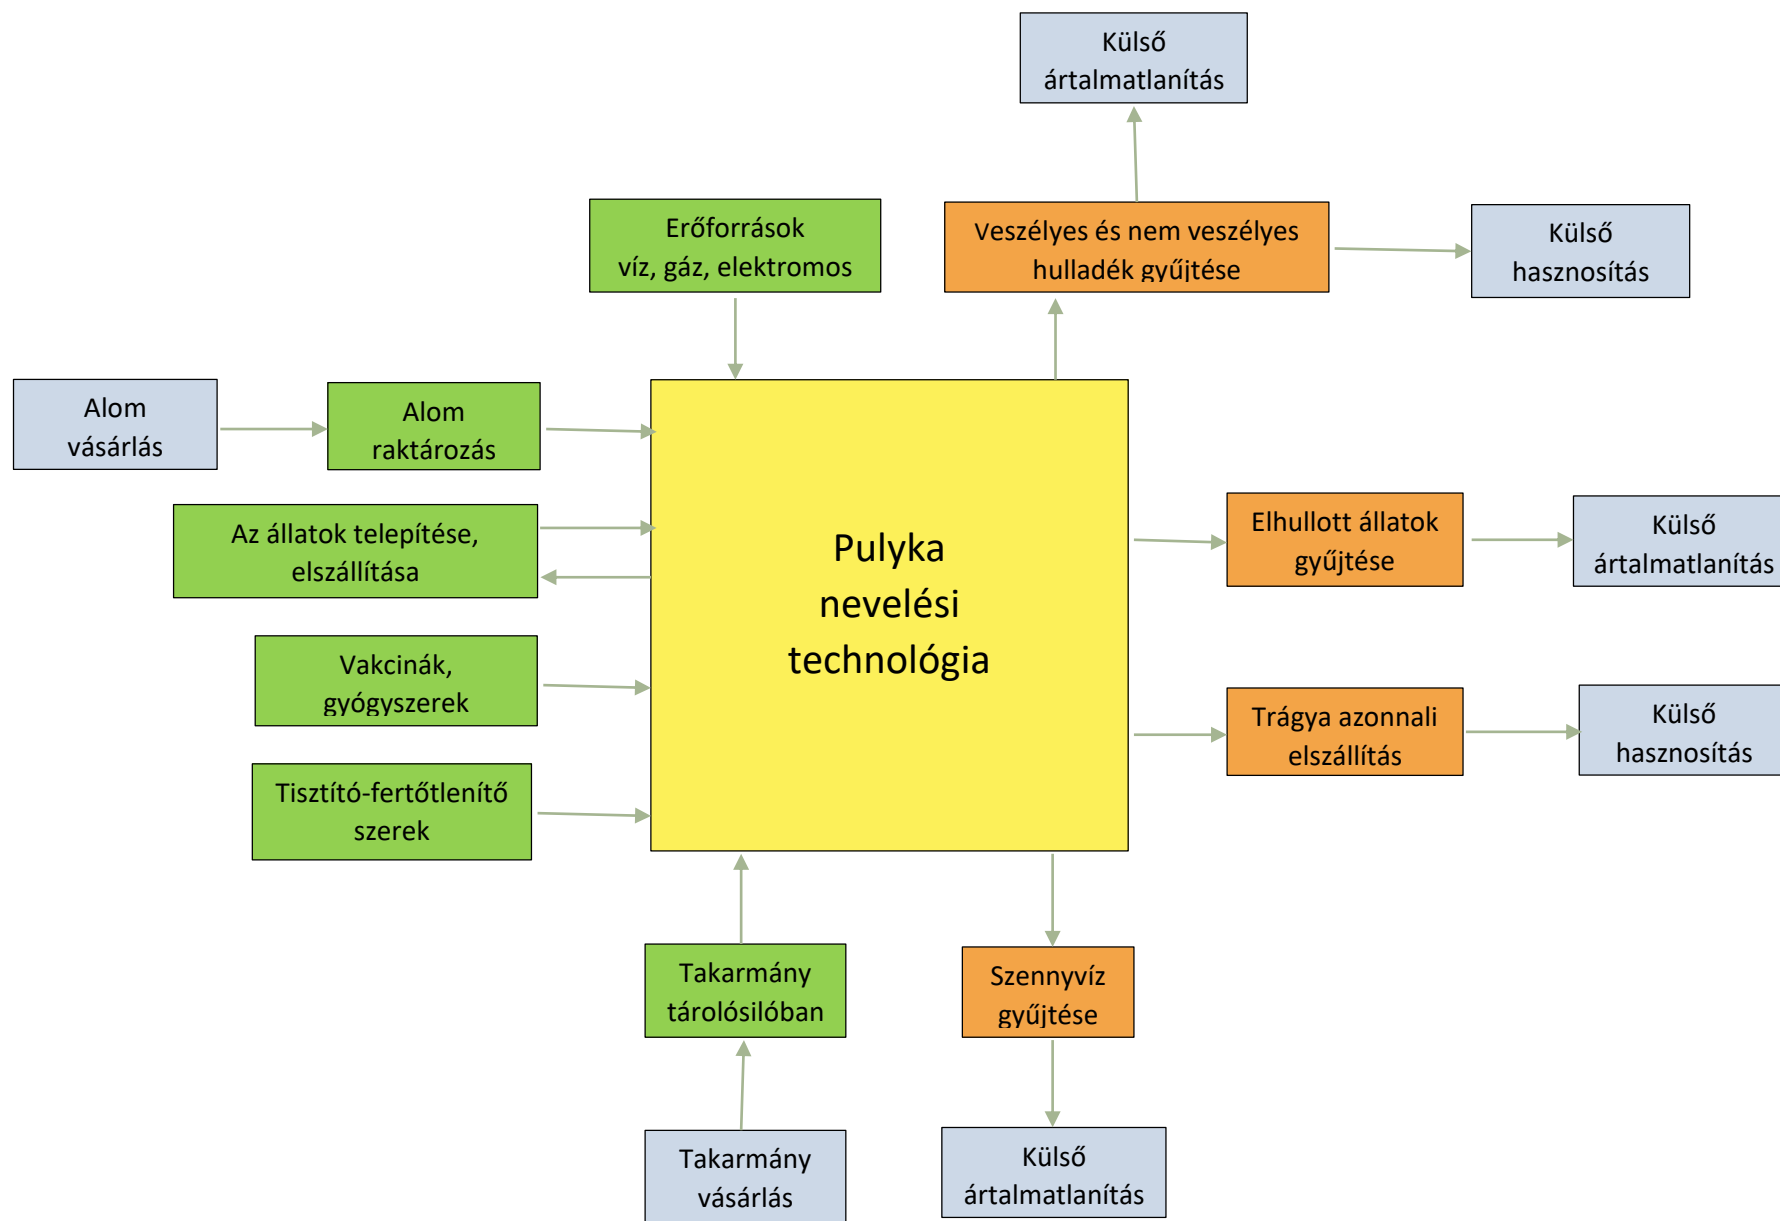 Külső
ártalmatlanítás
Erőforrások
víz, gáz, elektromos
Veszélyes és nem veszélyes
hulladék gyűjtése
Külső
hasznosítás
Alom
vásárlás
Alom
raktározás
Az állatok telepítése,
elszállítása
Pulyka
nevelési
technológia
Elhullott állatok
gyűjtése
Külső
ártalmatlanítás
Vakcinák,
gyógyszerek
Trágya azonnali
elszállítás
Külső
hasznosítás
Tisztító-fertőtlenítő
szerek
Takarmány
tárolósilóban
Szennyvíz
gyűjtése
Takarmány
vásárlás
Külső
ártalmatlanítás